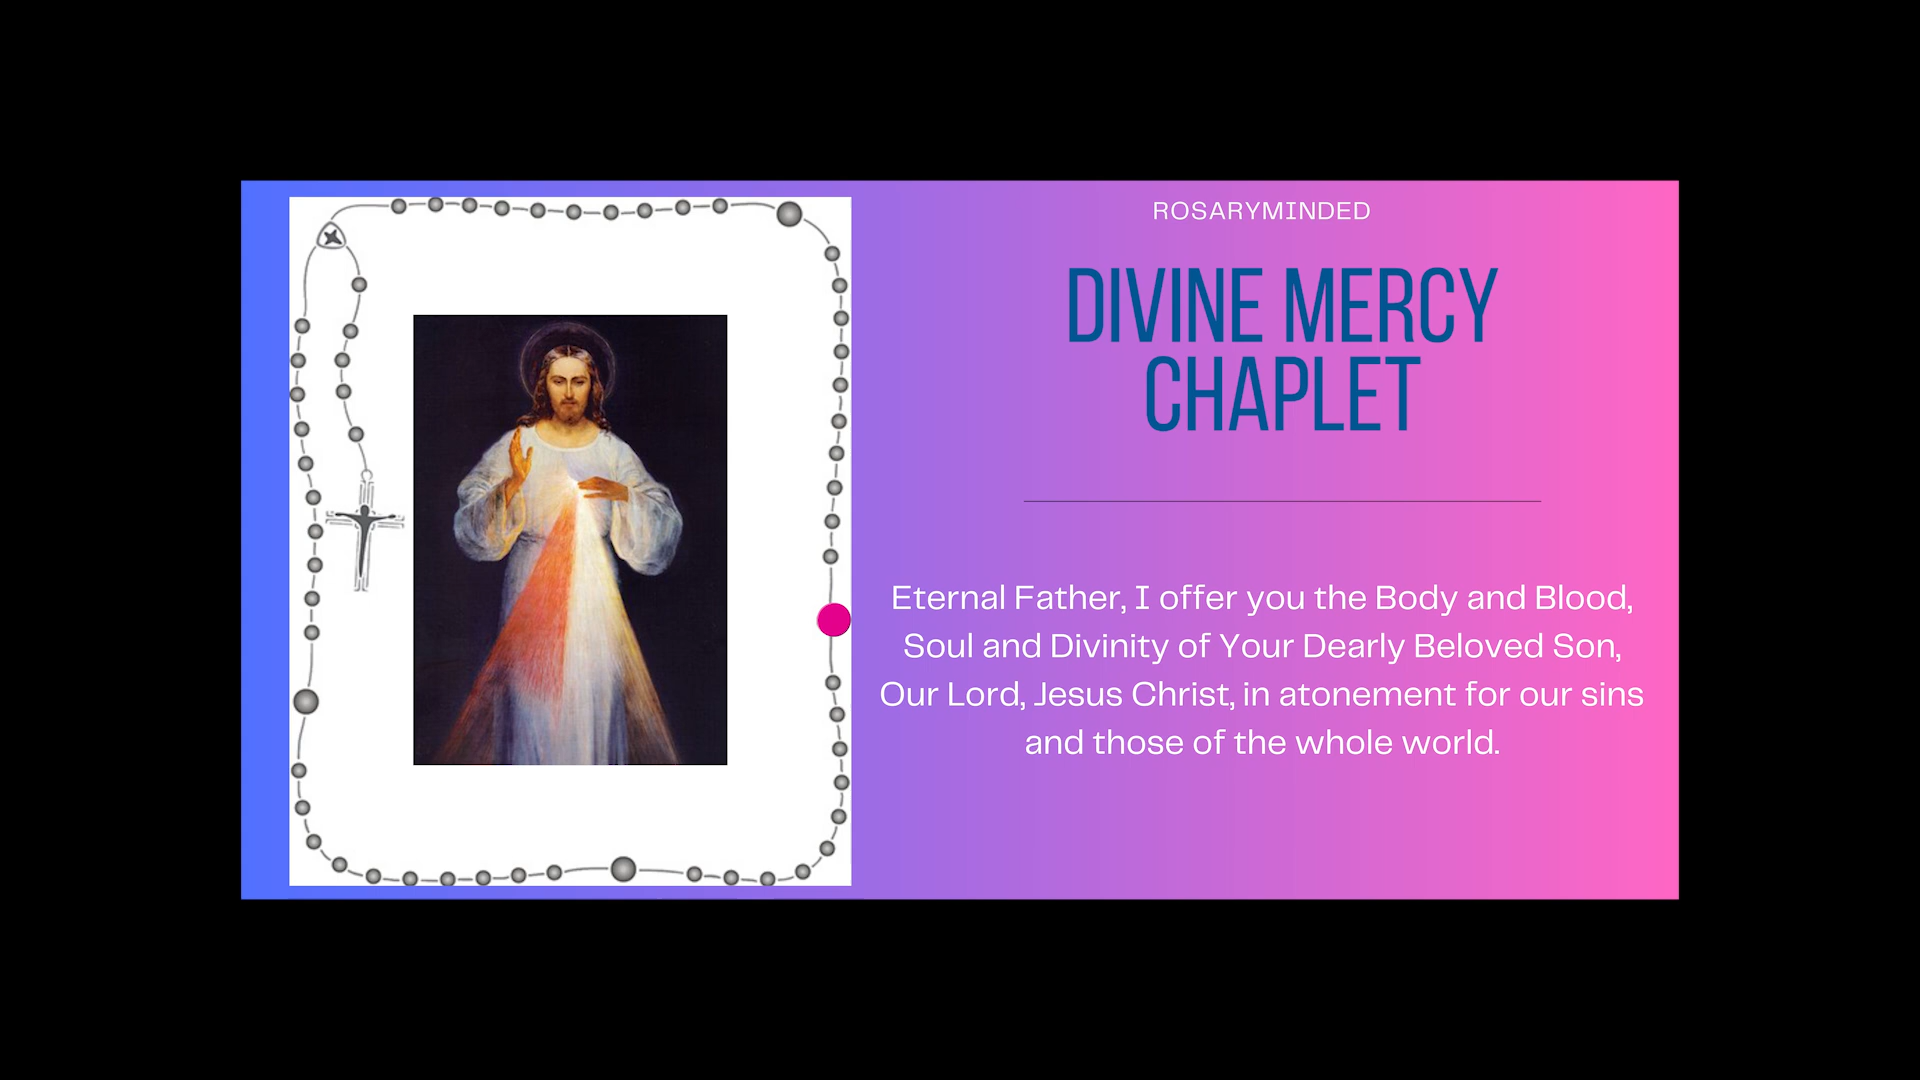 ROSARYMINDED
DIVINE MERCY
CHAPLET
Eternal Father, I offer you the Body and Blood,
Soul and Divinity of Your Dearly Beloved Son,
Our Lord, Jesus Christ, in atonement for our sins
and those of the whole world.